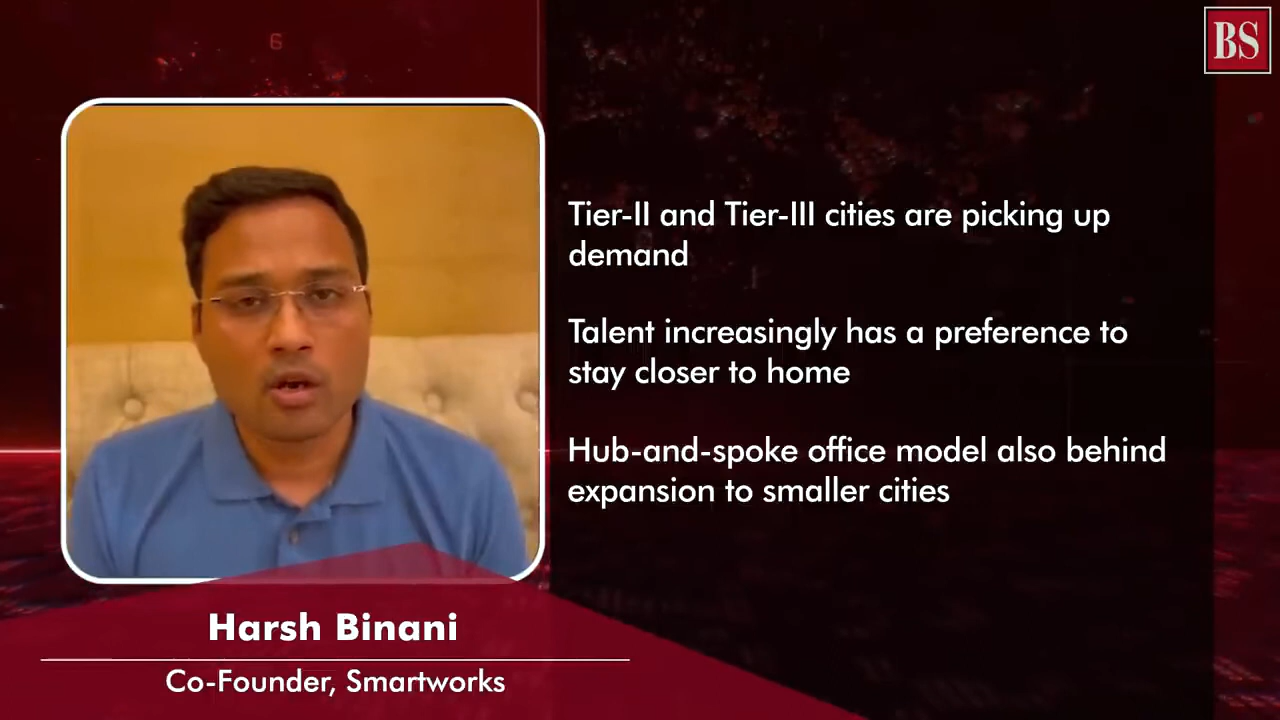 BS
Tier-II and Tier-III cities are picking up
demand
Talent increasingly has a preference to
stay closer to home
Hub-and-spoke office model also behind
expansion to smaller cities
Harsh Binani
Co-Founder, Smartworks